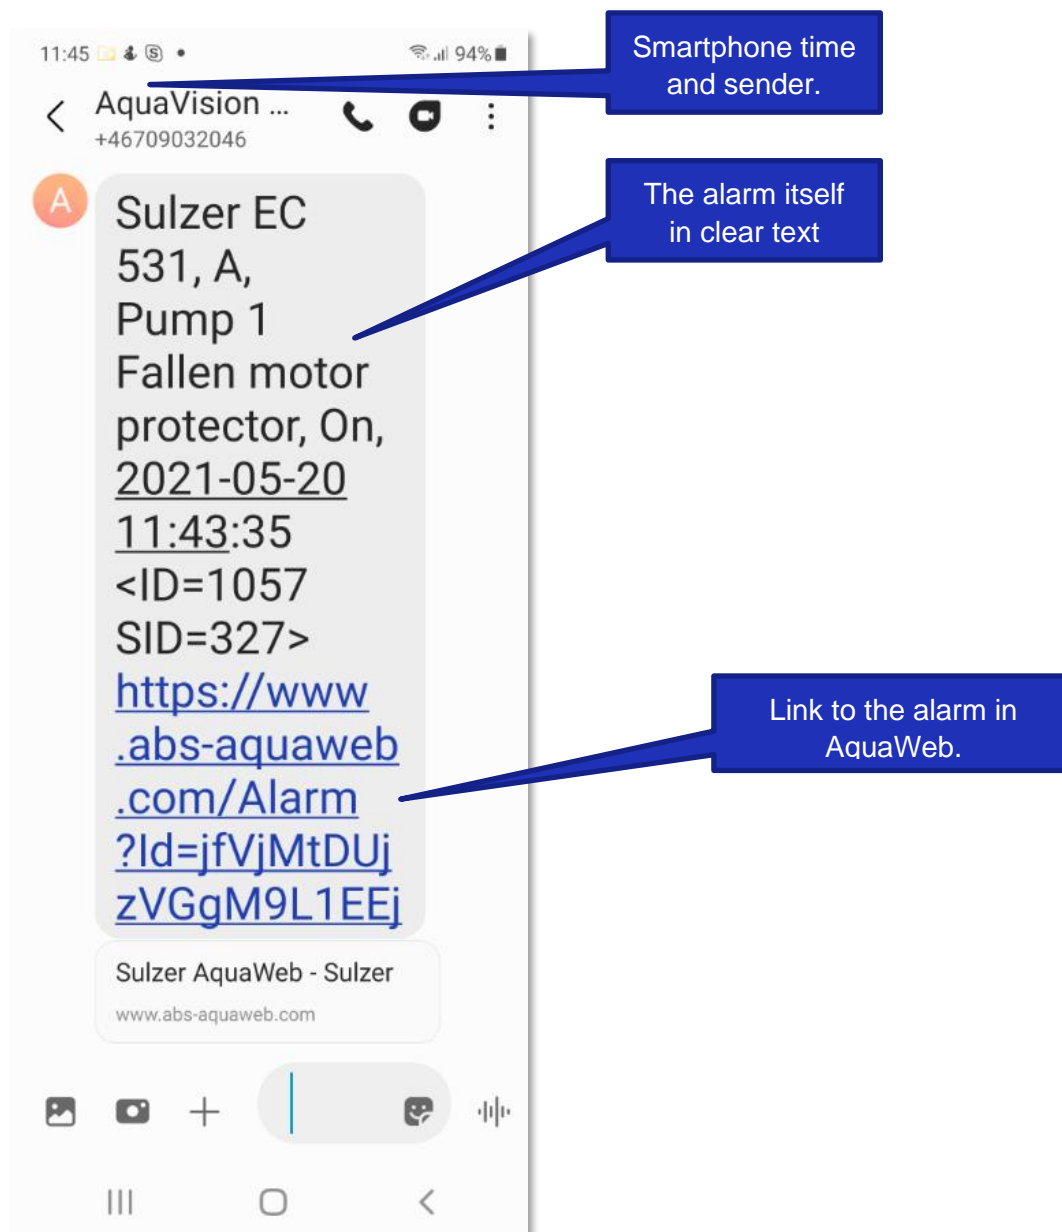 11:45
94%
AquaVision ...
+46709032046
A
Sulzer EC
531, A,
Pump 1
Fallen motor
protector, On,
2021-05-20
11:43:35
<ID=1057
SID=327>
https://www
.abs-aquaweb
.com/Alarm
?Id=jfVjMtDUj
zVGgM9L1EEj
Sulzer AquaWeb - Sulzer
www.abs-aquaweb.com
Smartphone time
and sender.
The alarm itself
in clear text
Link to the alarm in
AquaWeb.